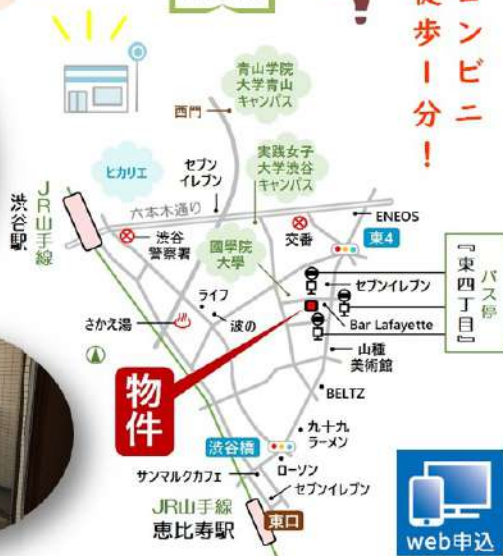 コンビニ
徒歩1分！
青山学院
大学青山
キャンパス
西門
ヒカリエ
セブン
イレブン
実践女子
大学渋谷
キャンパス
JR山手線
渋谷駅
六本木通り
渋谷
警察署
國學院
大學
交番
ENEOS
東4
セブンイレブン
バス停
『東四丁目』
ライフ
さかえ湯
波の
Bar Lafayette
山種
美術館
物件
BELTZ
九十九
ラーメン
渋谷橋
サンマルクカフェ
ローソン
セブンイレブン
JR山手線
恵比寿駅
東口
web申込